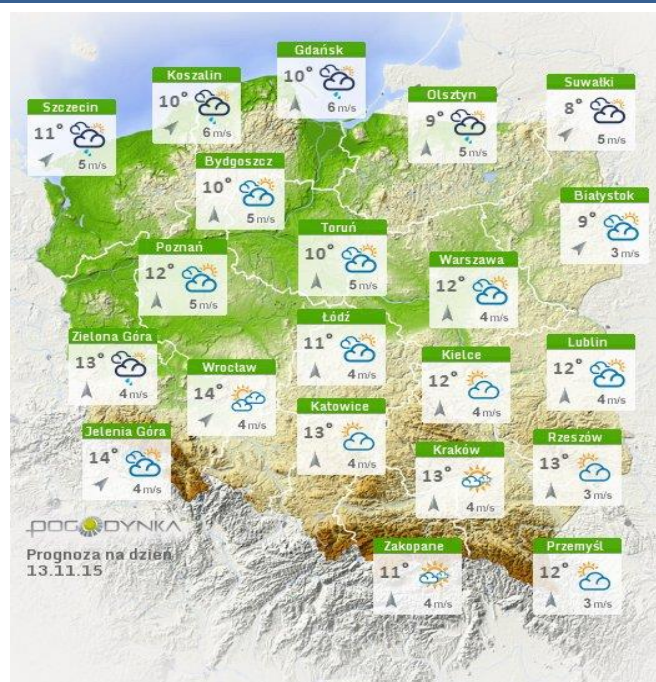 Gdańsk
10°
6 m/s
Koszalin
10°
6 m/s
Szczecin
11°
5 m/s
Olsztyn
9°
5 m/s
Suwałki
8°
5 m/s
Bydgoszcz
10°
5 m/s
Białystok
9°
3 m/s
Toruń
10°
5 m/s
Poznań
12°
5 m/s
Warszawa
12°
4 m/s
Łódź
11°
4 m/s
Zielona Góra
13°
4 m/s
Lublin
12°
4 m/s
Kielce
12°
4 m/s
Wrocław
14°
4 m/s
Katowice
13°
4 m/s
Jelenia Góra
14°
4 m/s
Rzeszów
13°
3 m/s
Kraków
13°
4 m/s
POGODYNKA
Prognoza na dzień
13.11.15
Zakopane
11°
4 m/s
Przemyśl
12°
3 m/s